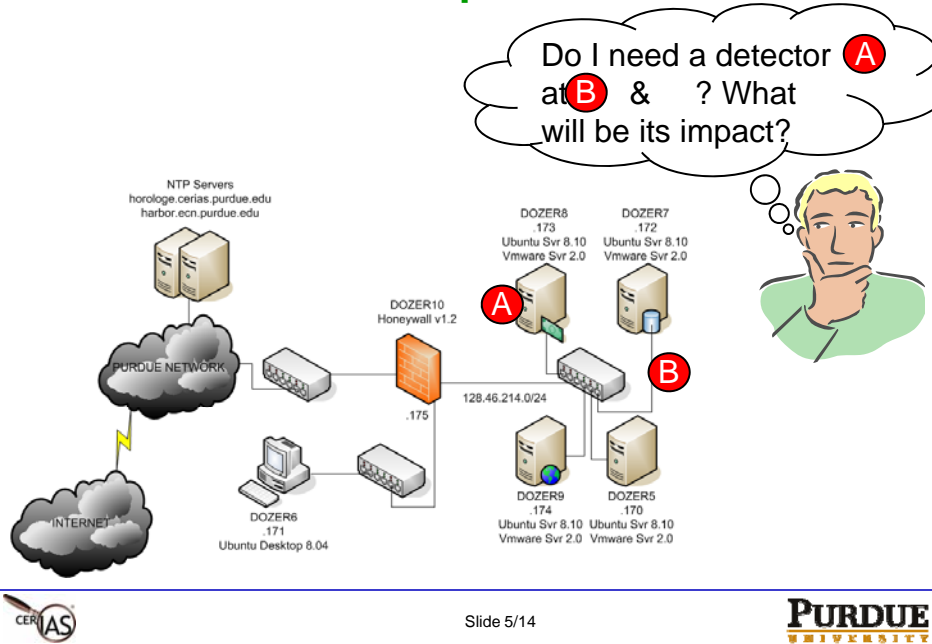 Do I need a detector A
at B & ? What
will be its impact?
NTP Servers
horologe.cerias.purdue.edu
harbor.ecn.purdue.edu
DOZER8
.173
Ubuntu Svr 8.10
Vmware Svr 2.0
DOZER7
.172
Ubuntu Svr 8.10
Vmware Svr 2.0
A
DOZER10
Honeywall v1.2
PURDUE NETWORK
B
128.46.214.0/24
.175
INTERNET
DOZER6
.171
Ubuntu Desktop 8.04
DOZER9
.174
Ubuntu Svr 8.10
Vmware Svr 2.0
DOZER5
.170
Ubuntu Svr 8.10
Vmware Svr 2.0
CERIAS
Slide 5/14
PURDUE
UNIVERSITY